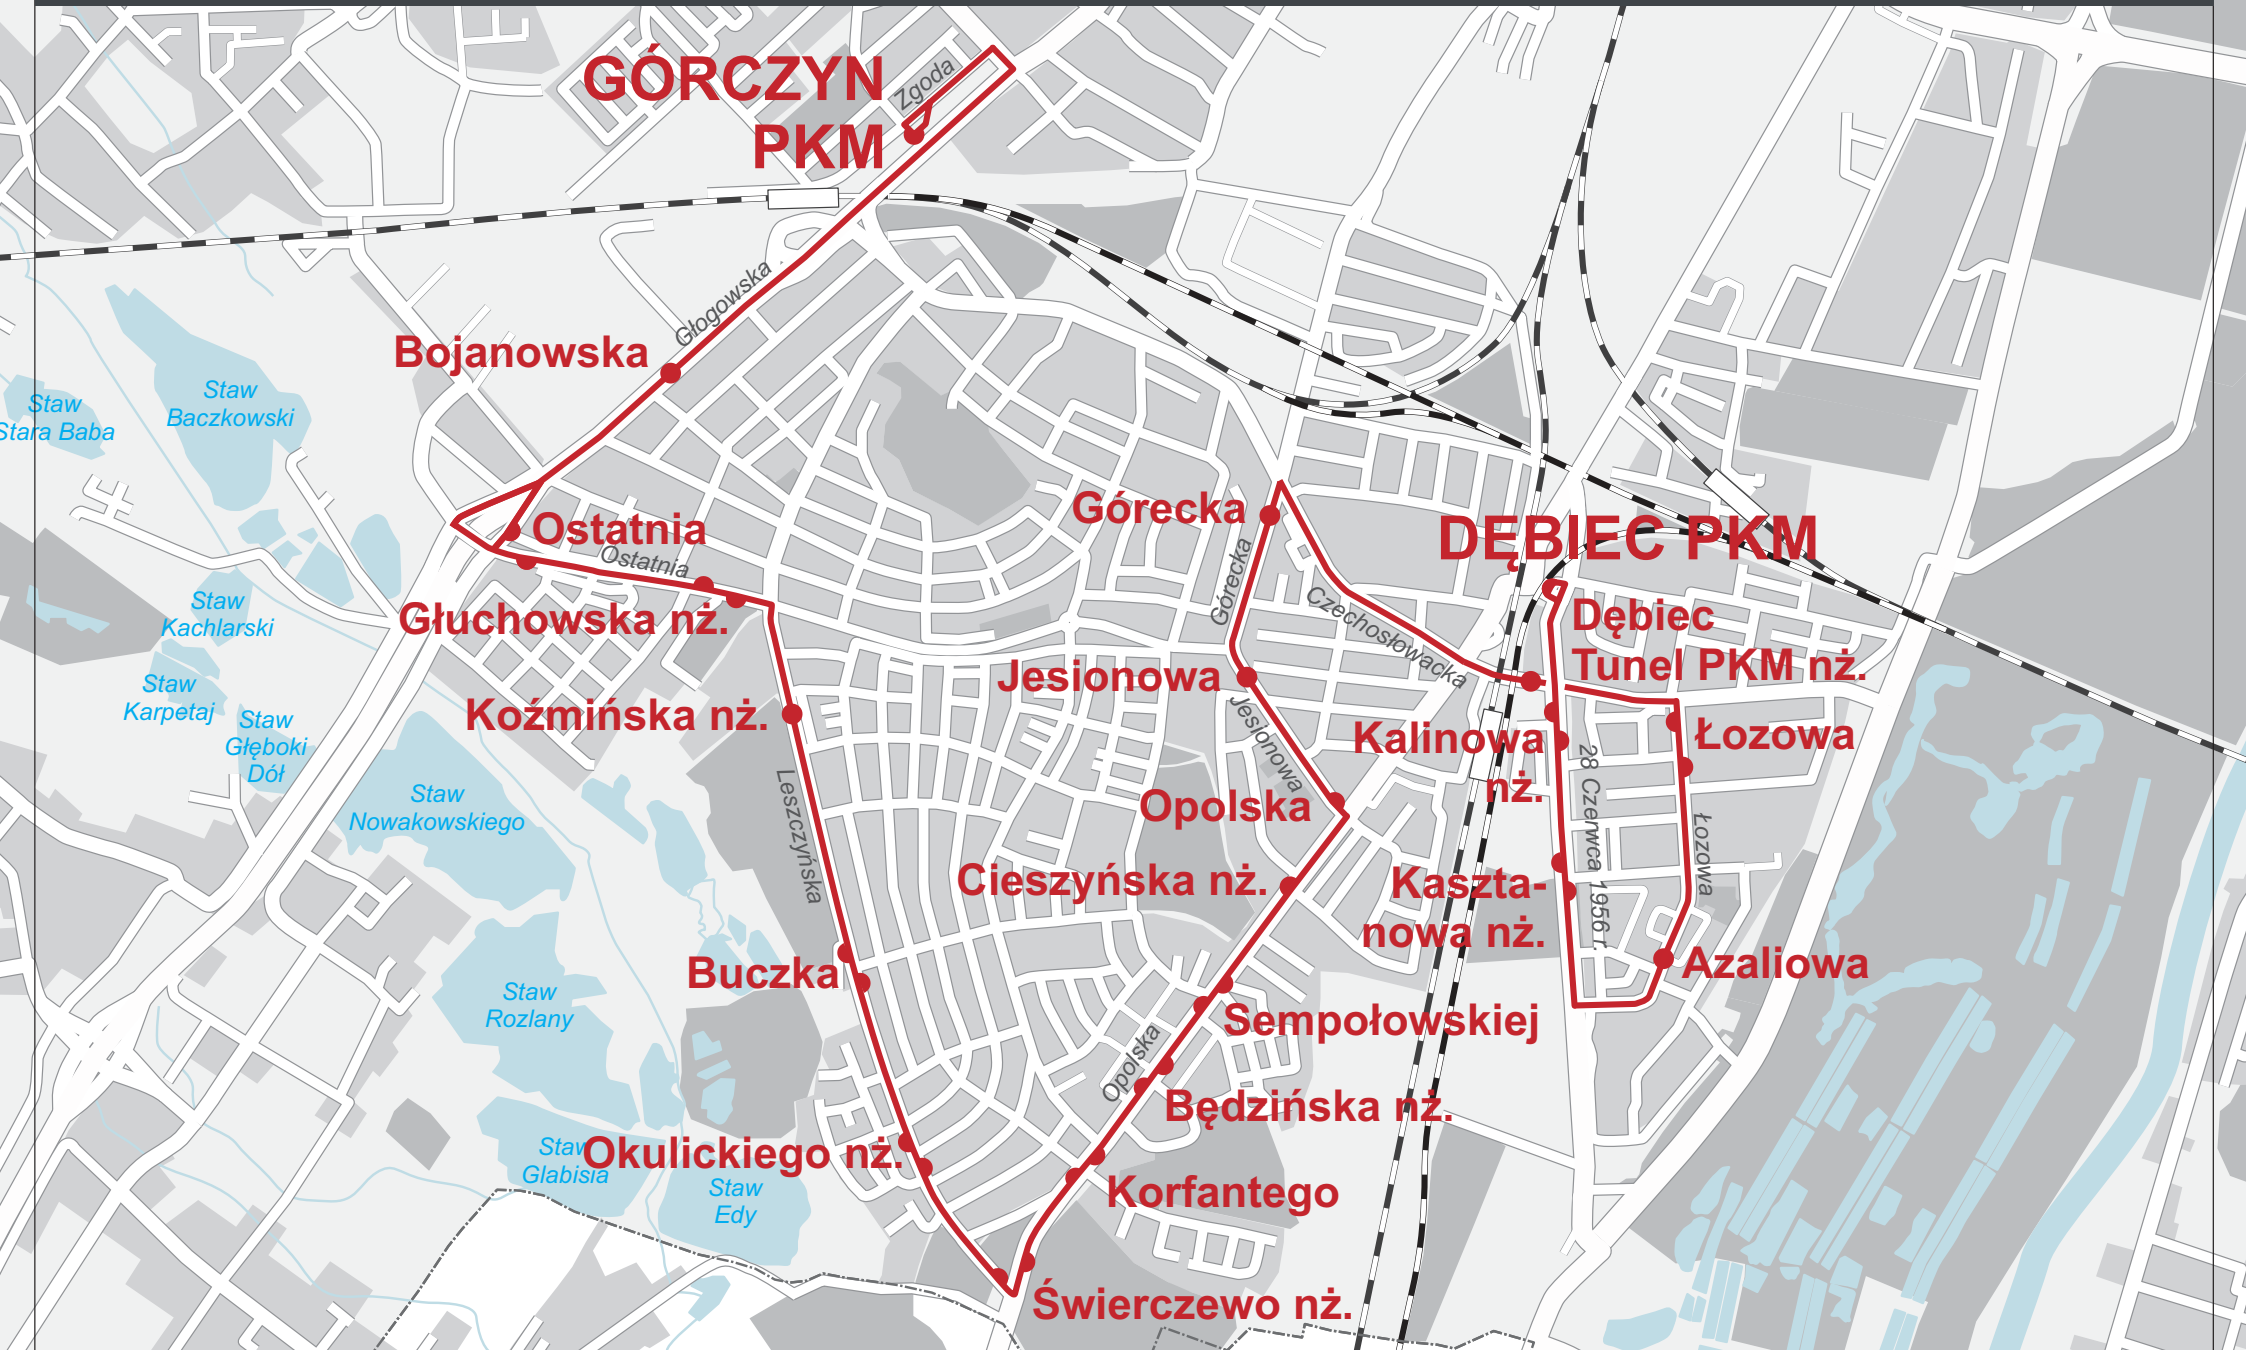 GÓRCZYN
PKM
Zgoda
Głogowska
Bojanowska
Staw
Baczkowski
Staw
Stara Baba
Ostatnia
Ostatnia
Głuchowska nż.
Koźmińska nż.
Staw
Kachlarski
Staw
Karpetaj
Staw
Głęboki
Dół
Staw
Nowakowskiego
Leszczyńska
Górecka
Górecka
DĘBIEC PKM
Dębiec
Tunel PKM nż.
Czechosłowacka
Jesionowa
Jesionowa
Kalinowa
nż.
Łozowa
Łozowa
28 Czerwca 1956 r.
Opolska
Cieszyńska nż.
Kaszta-
nowa nż.
Azaliowa
Buczka
Sempołowskiej
Opolska
Będzińska nż.
Staw
Rozlany
Staw
Glabisia
Okulickiego nż.
Staw
Edy
Korfantego
Świerczewo nż.